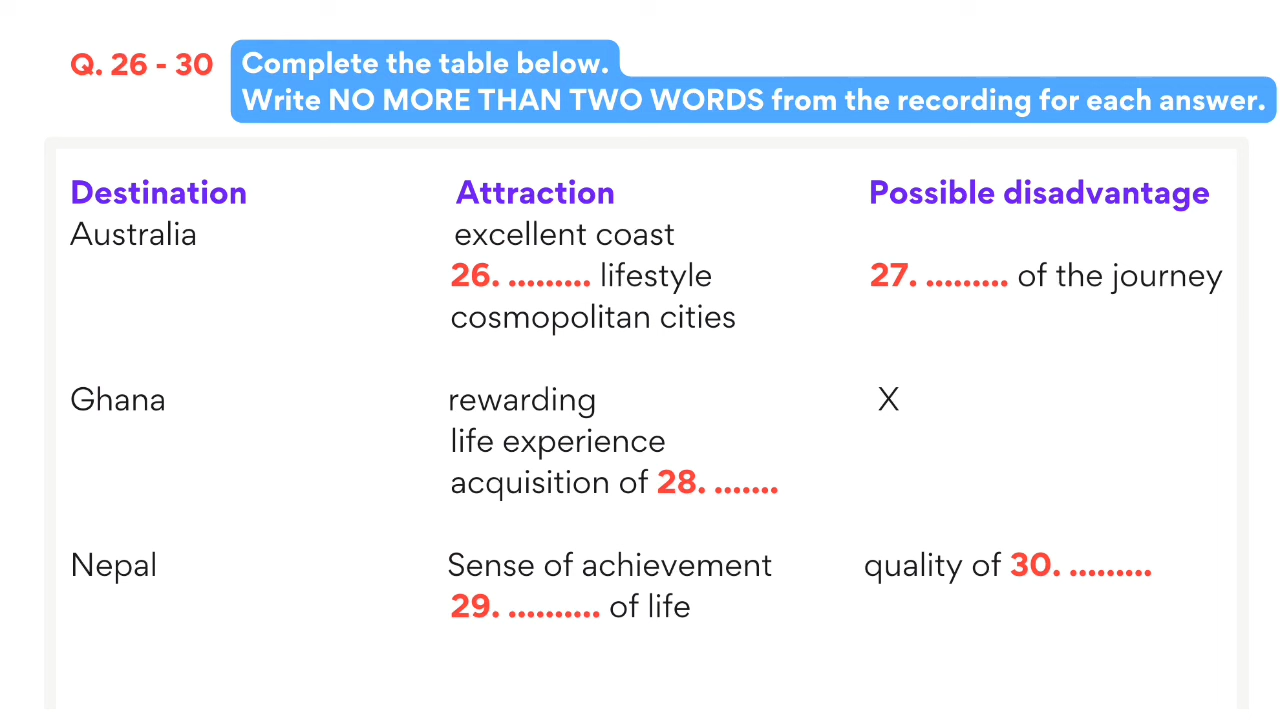 Q. 26 - 30 Complete the table below.
Write NO MORE THAN TWO WORDS from the recording for each answer.
Destination Attraction Possible disadvantage
Australia excellent coast
26. ......... lifestyle 27. ......... of the journey
cosmopolitan cities
Ghana rewarding X
life experience
acquisition of 28. .......
Nepal Sense of achievement quality of 30. .........
29. .......... of life